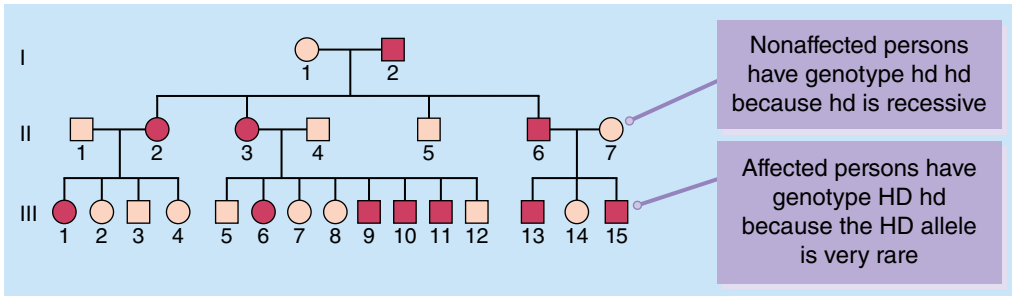 I
1 2
Nonaffected persons
have genotype hd hd
because hd is recessive
II
1 2 3 4 5 6 7
Affected persons have
genotype HD hd
because the HD allele
is very rare
III
1 2 3 4 5 6 7 8 9 10 11 12 13 14 15